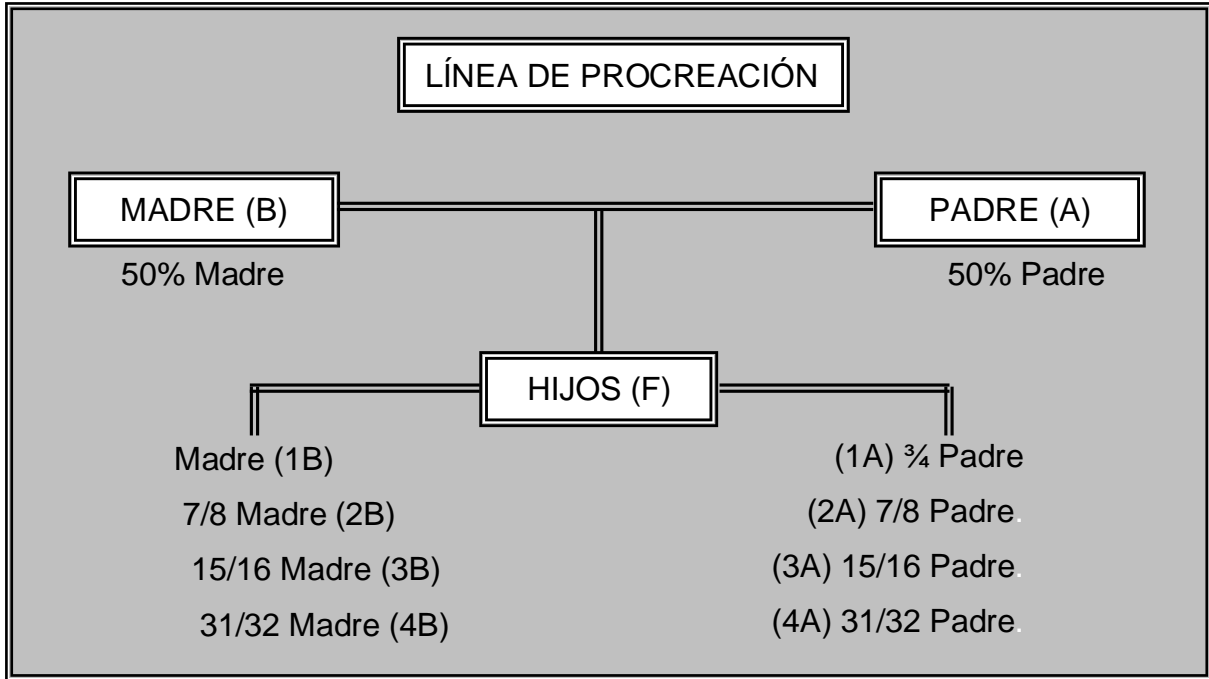 LÍNEA DE PROCREACIÓN
MADRE (B)
PADRE (A)
50% Madre
50% Padre
HIJOS (F)
Madre (1B)
(1A) ¾ Padre
7/8 Madre (2B)
(2A) 7/8 Padre.
15/16 Madre (3B)
(3A) 15/16 Padre.
31/32 Madre (4B)
(4A) 31/32 Padre.